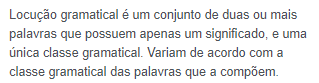 Locução gramatical é um conjunto de duas ou mais
palavras que possuem apenas um significado, e uma
única classe gramatical. Variam de acordo com a
classe gramatical das palavras que a compõem.